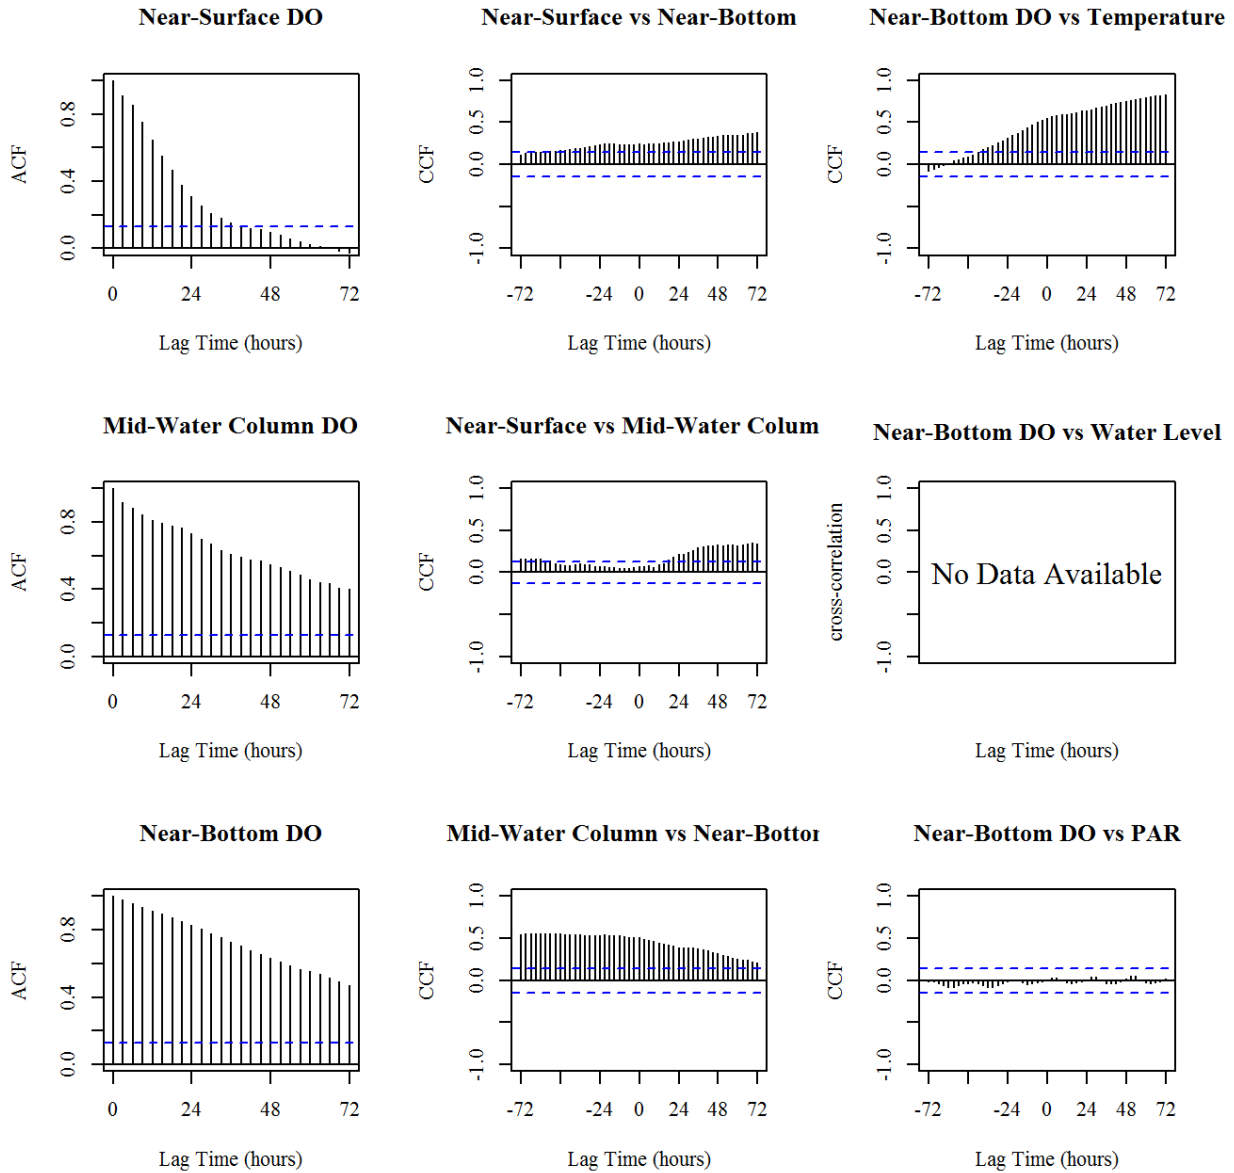 Near-Surface DO
ACF
0.0 0.4 0.8
0 24 48 72
Lag Time (hours)
Near-Surface vs Near-Bottom
CCF
-1.0 0.0 0.5 1.0
-72 -24 0 24 48 72
Lag Time (hours)
Near-Bottom DO vs Temperature
CCF
-1.0 0.0 0.5 1.0
-72 -24 0 24 48 72
Lag Time (hours)
Mid-Water Column DO
ACF
0.0 0.4 0.8
0 24 48 72
Lag Time (hours)
Near-Surface vs Mid-Water Colum
CCF
-1.0 0.0 0.5 1.0
-72 -24 0 24 48 72
Lag Time (hours)
Near-Bottom DO vs Water Level
cross-correlation
-1.0 0.0 0.5 1.0
No Data Available
Lag Time (hours)
Near-Bottom DO
ACF
0.0 0.4 0.8
0 24 48 72
Lag Time (hours)
Mid-Water Column vs Near-Bottor
CCF
-1.0 0.0 0.5 1.0
-72 -24 0 24 48 72
Lag Time (hours)
Near-Bottom DO vs PAR
CCF
-1.0 0.0 0.5 1.0
-72 -24 0 24 48 72
Lag Time (hours)